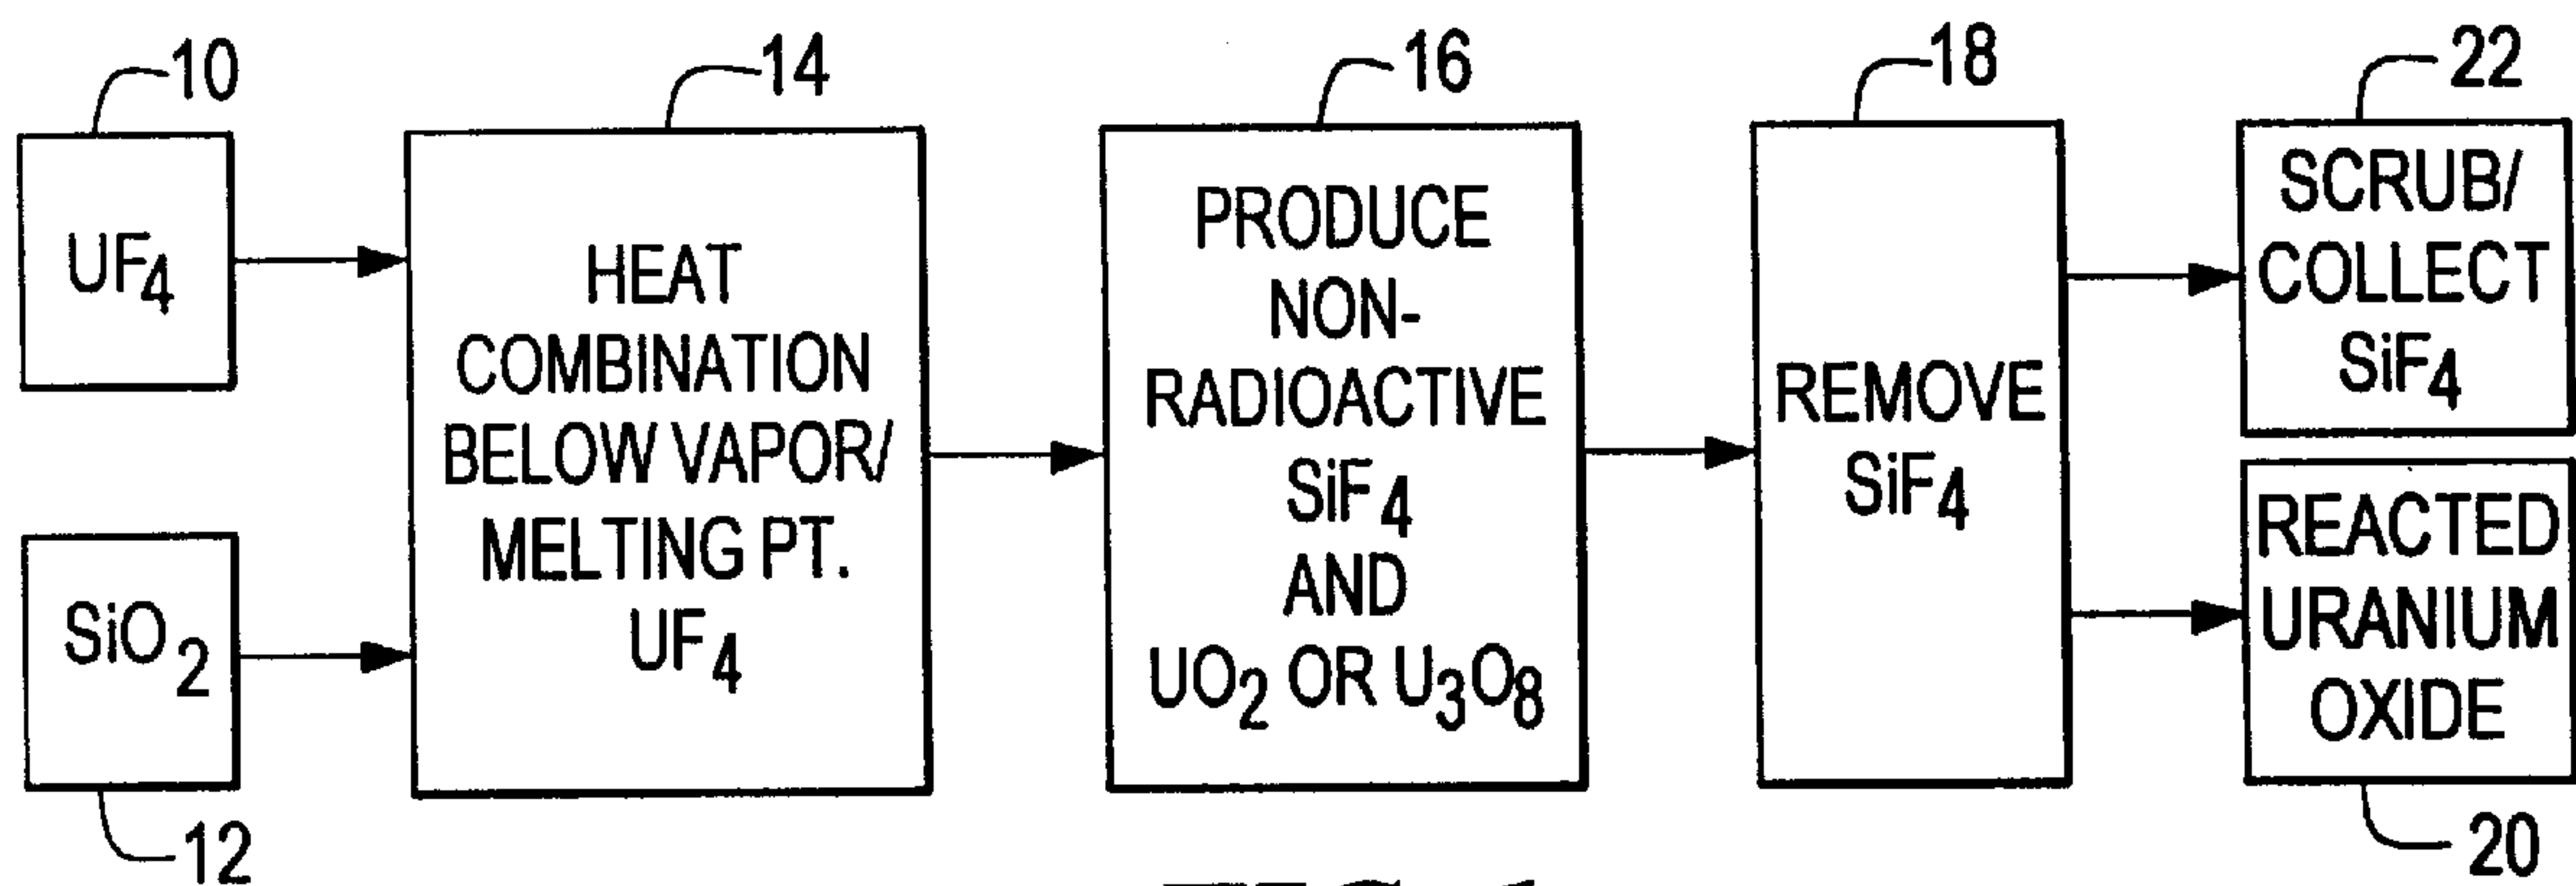 10
UF4
SiO2
12
14
HEAT
COMBINATION
BELOW VAPOR/
MELTING PT.
UF4
16
PRODUCE
NON-
RADIOACTIVE
SiF4
AND
UO2 OR U3O8
18
REMOVE
SiF4
22
SCRUB/
COLLECT
SiF4
REACTED
URANIUM
OXIDE
20